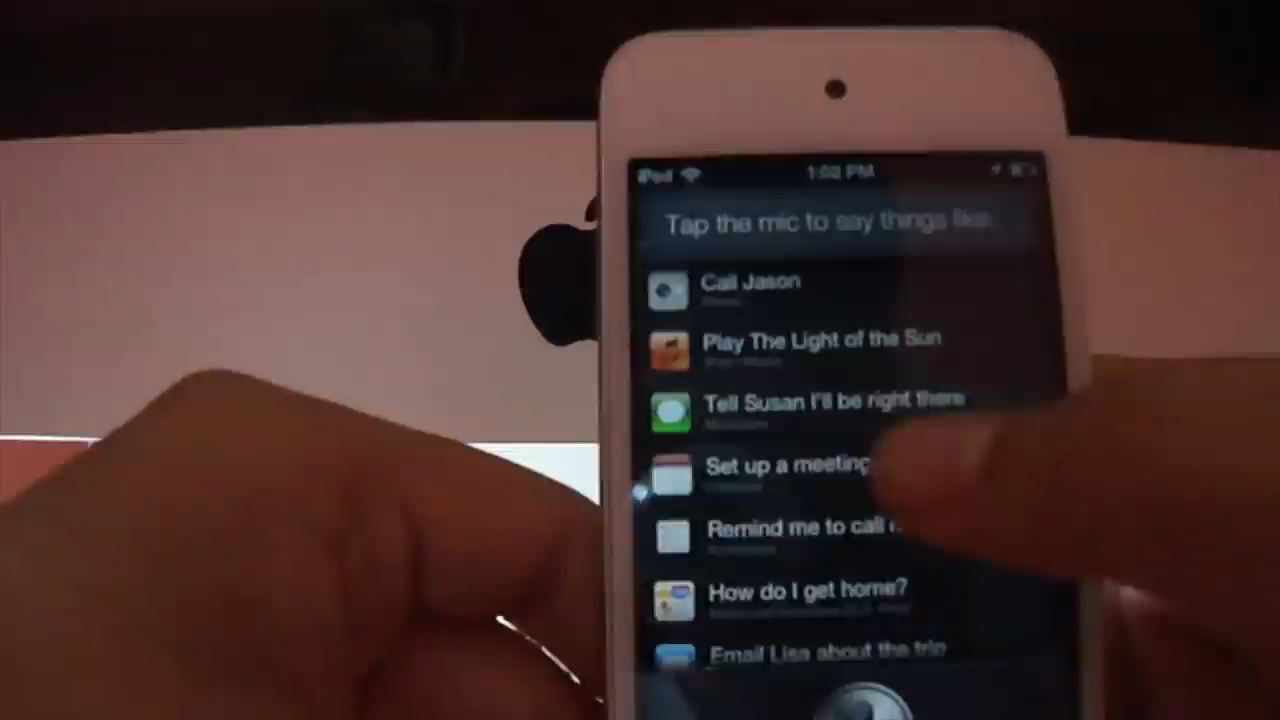 iPod
1:02 PM
Tap the mic to say things like:
Call Jason
Play The Light of the Sun
Tell Susan I'll be right there
Set up a meeting
Remind me to call
How do I get home?
Email Lisa about the trip